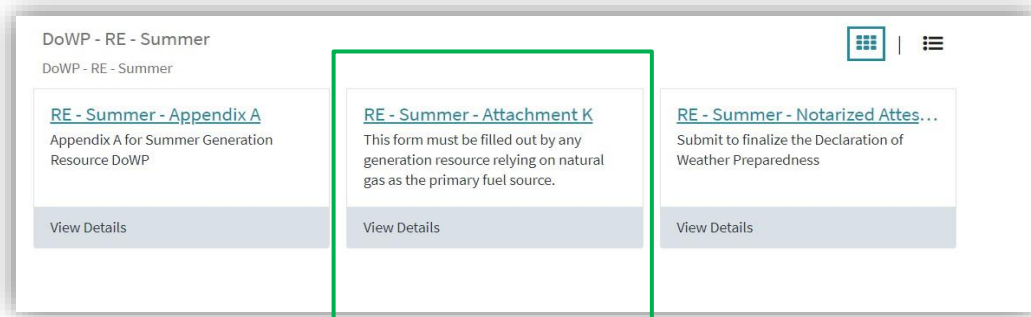 DoWP - RE - Summer
DoWP - RE - Summer
RE - Summer - Appendix A
Appendix A for Summer Generation
Resource DoWP
View Details
RE - Summer - Attachment K
This form must be filled out by any
generation resource relying on natural
gas as the primary fuel source.
View Details
RE - Summer - Notarized Attes...
Submit to finalize the Declaration of
Weather Preparedness
View Details